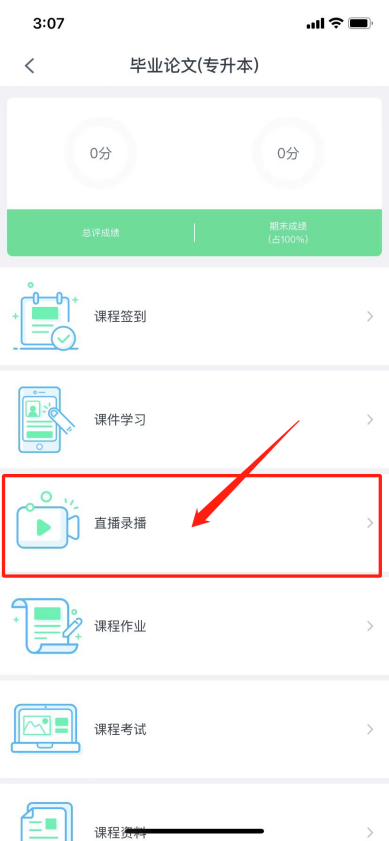 3:07
毕业论文(专升本)
0分
0分
总评成绩
期末成绩
(占100%)
课程签到
课件学习
直播录播
课程作业
课程考试
课程资料